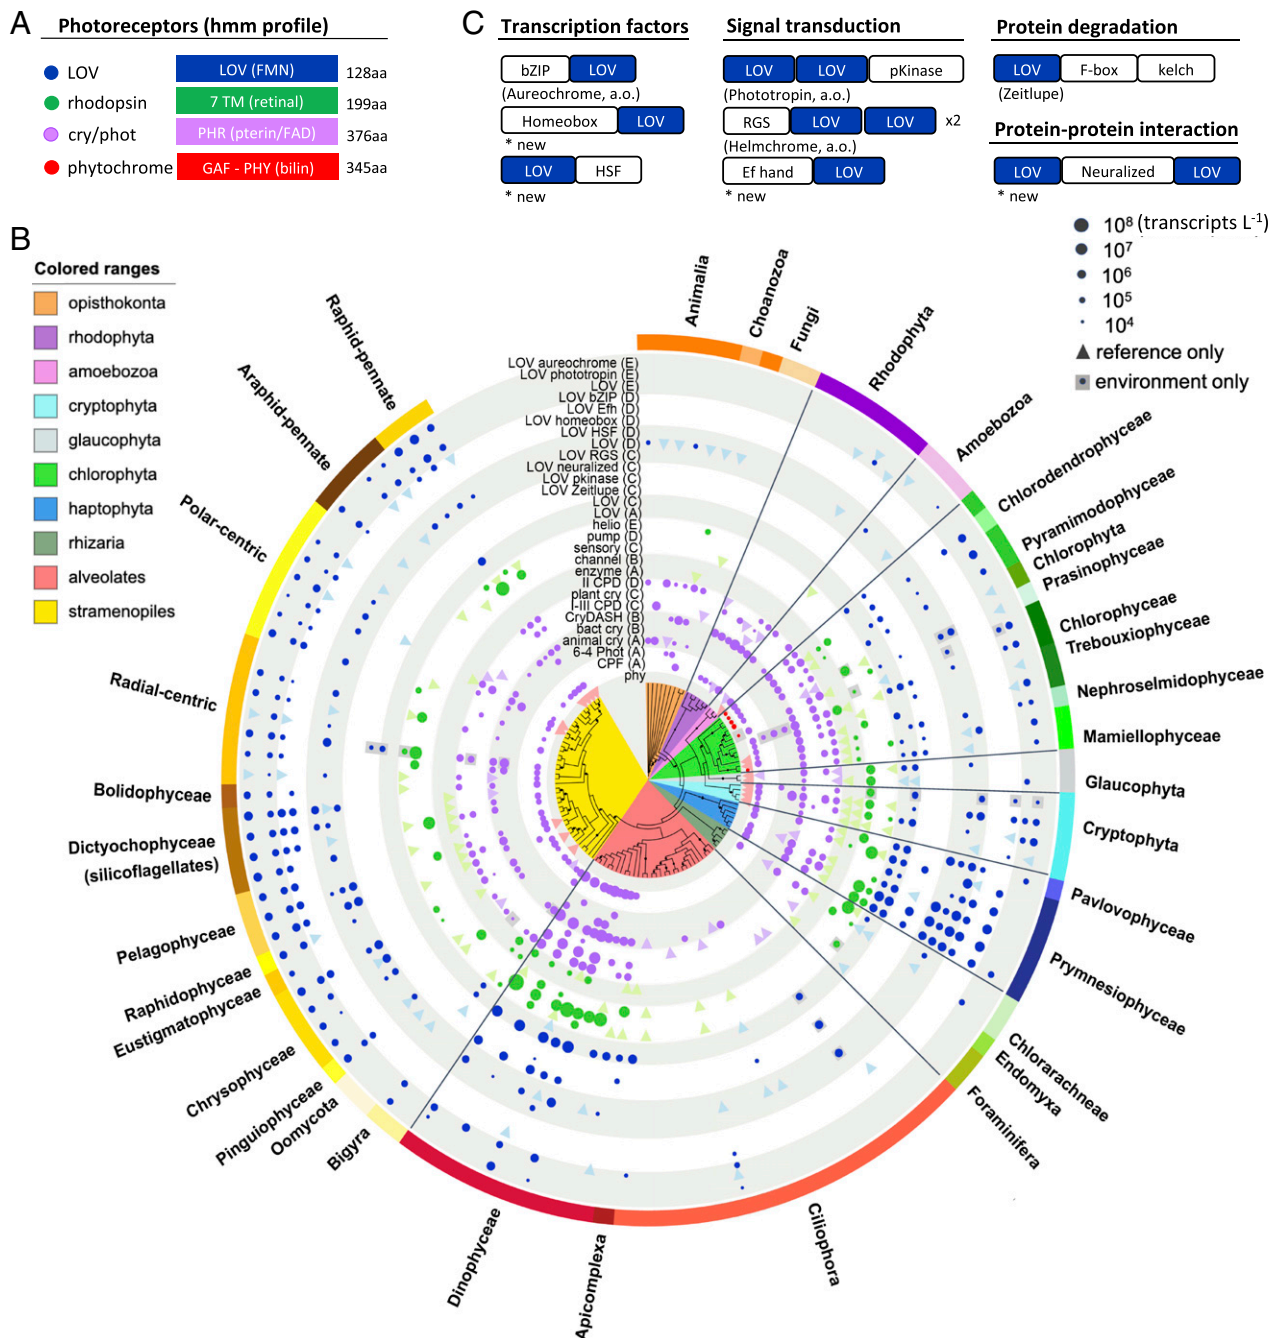 A
Photoreceptors (hmm profile)
LOV
LOV (FMN)
128aa
rhodopsin
7 TM (retinal)
199aa
cry/phot
PHR (pterin/FAD)
376aa
phytochrome
GAF - PHY (bilin)
345aa
C
Transcription factors
bZIP
LOV
(Aureochrome, a.o.)
Homeobox
LOV
* new
LOV
HSF
* new
Signal transduction
LOV
LOV
pKinase
(Phototropin, a.o.)
RGS
LOV
LOV
x2
(Helmchrome, a.o.)
Ef hand
LOV
* new
Protein degradation
LOV
F-box
kelch
(Zeitlupe)
Protein-protein interaction
LOV
Neuralized
LOV
* new
B
Colored ranges
opisthokonta
rhodophyta
amoebozoa
cryptophyta
glaucophyta
chlorophyta
haptophyta
rhizaria
alveolates
stramenopiles
10⁸ (transcripts L⁻¹)
10⁷
10⁶
10⁵
10⁴
reference only
environment only
LOV aureochrome (E)
LOV phototropin (E)
LOV (E)
LOV bZIP (D)
LOV Efh (D)
LOV homeobox (D)
LOV HSF (D)
LOV (D)
LOV RGS (C)
LOV neuralized (C)
LOV pkinase (C)
LOV Zeitlupe (C)
LOV (C)
LOV (A)
helio (E)
pump (D)
sensory (C)
channel (B)
enzyme (A)
II CPD (D)
plant cry (C)
I-III CPD (C)
CryDASH (B)
bact cry (B)
animal cry (A)
6-4 Phot (A)
CPF (A)
phy
Animalia
Choanozoa
Fungi
Rhodophyta
Amoebozoa
Chlorodendrophyceae
Pyramimodophyceae
Chlorophyta
Prasinophyceae
Chlorophyceae
Trebouxiophyceae
Nephroselmidophyceae
Mamiellophyceae
Glaucophyta
Cryptophyta
Pavlovophyceae
Prymnesiophyceae
Chlorarachneae
Endomyxa
Foraminifera
Ciliophora
Apicomplexa
Dinophyceae
Bigyra
Oomycota
Pinguiophyceae
Chrysophyceae
Eustigmatophyceae
Raphidophyceae
Pelagophyceae
Dictyochophyceae
(silicoflagellates)
Bolidophyceae
Radial-centric
Polar-centric
Araphid-pennate
Raphid-pennate